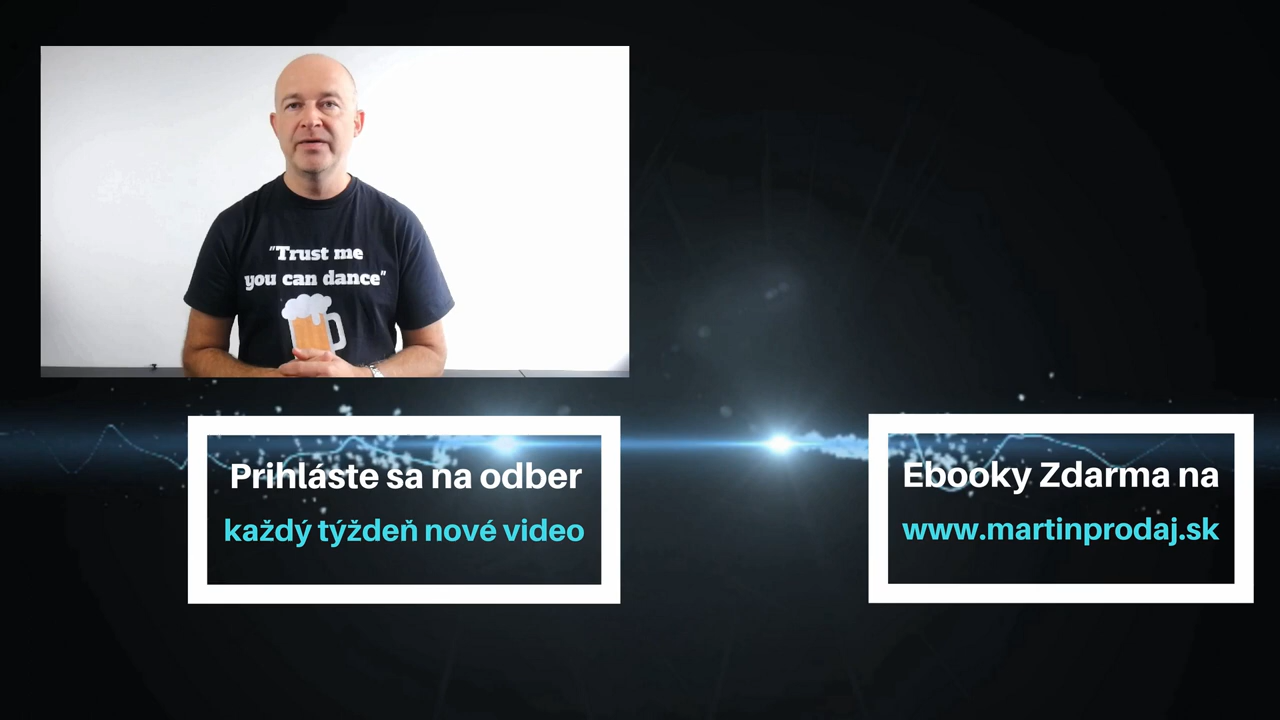 "Trust me
you can dance"
Prihláste sa na odber
každý týždeň nové video
Ebooky Zdarma na
www.martinprodaj.sk